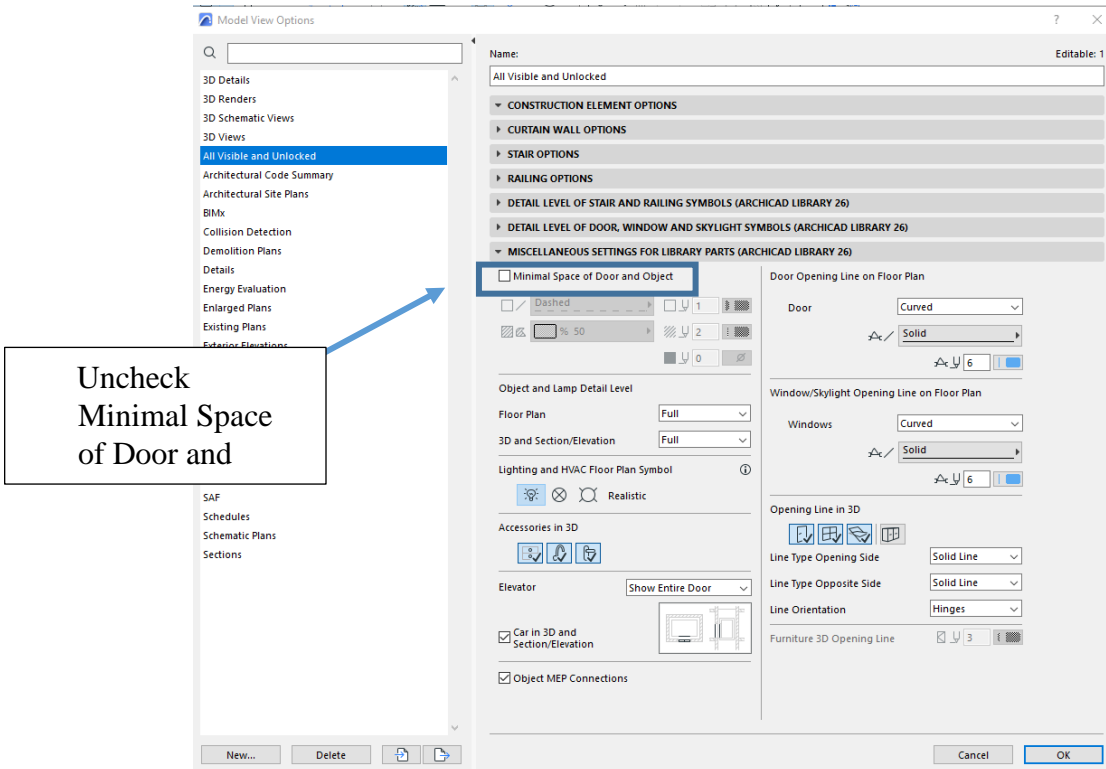 Model View Options
?
Name:
Editable: 1
All Visible and Unlocked
3D Details
3D Renders
3D Schematic Views
3D Views
All Visible and Unlocked
Architectural Code Summary
Architectural Site Plans
BIMx
Collision Detection
Demolition Plans
Details
Energy Evaluation
Enlarged Plans
Existing Plans
Exterior Elevations
Uncheck
Minimal Space
of Door and
SAF
Schedules
Schematic Plans
Sections
New...
Delete
CONSTRUCTION ELEMENT OPTIONS
CURTAIN WALL OPTIONS
STAIR OPTIONS
RAILING OPTIONS
DETAIL LEVEL OF STAIR AND RAILING SYMBOLS (ARCHICAD LIBRARY 26)
DETAIL LEVEL OF DOOR, WINDOW AND SKYLIGHT SYMBOLS (ARCHICAD LIBRARY 26)
MISCELLANEOUS SETTINGS FOR LIBRARY PARTS (ARCHICAD LIBRARY 26)
Minimal Space of Door and Object
Dashed
1
% 50
2
0
Object and Lamp Detail Level
Floor Plan Full
3D and Section/Elevation Full
Lighting and HVAC Floor Plan Symbol
Realistic
Accessories in 3D
Elevator Show Entire Door
Car in 3D and
Section/Elevation
Object MEP Connections
Door Opening Line on Floor Plan
Door Curved
Solid
6
Window/Skylight Opening Line on Floor Plan
Windows Curved
Solid
6
Opening Line in 3D
Line Type Opening Side Solid Line
Line Type Opposite Side Solid Line
Line Orientation Hinges
Furniture 3D Opening Line 3
Cancel
OK